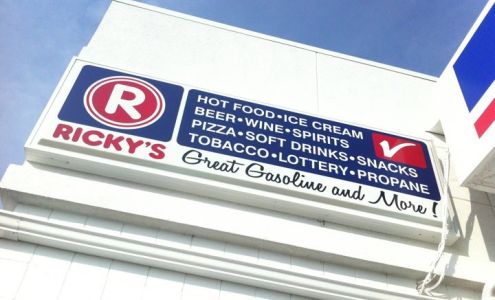 R
RICKY'S
HOT FOOD•ICE CREAM
BEER•WINE•SPIRITS
PIZZA•SOFT DRINKS•SNACKS
TOBACCO•LOTTERY•PROPANE
Great Gasoline and More!